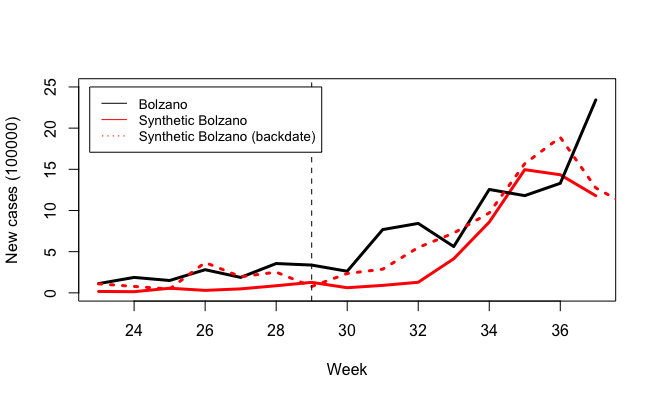 Bolzano
Synthetic Bolzano
Synthetic Bolzano (backdate)
New cases (100000)
25
20
15
10
5
0
24 26 28 30 32 34 36
Week